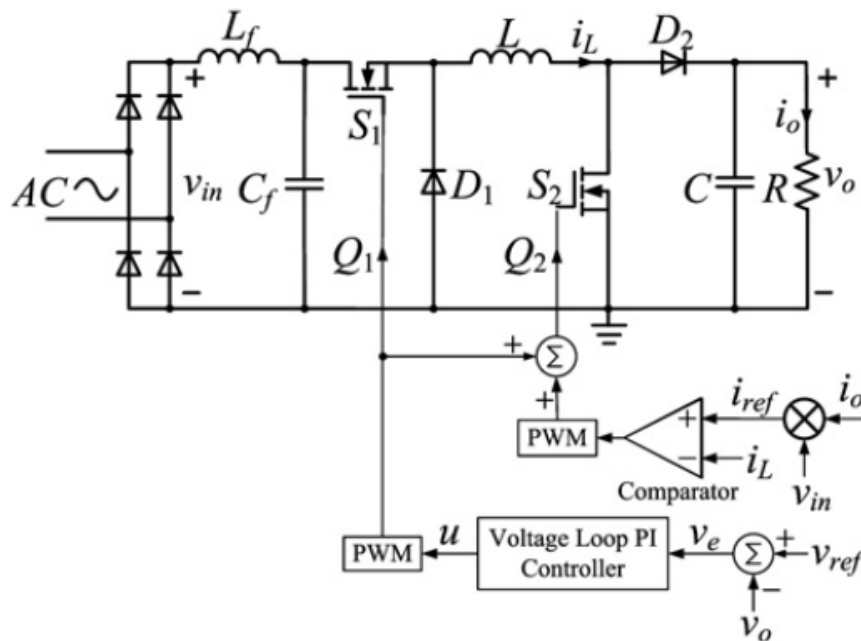 L_f
L
i_L
D_2
+
+
S_1
i_o
AC
v_in
C_f
D_1
S_2
C
R
v_o
Q_1
Q_2
−
−
+
Σ
+
i_ref
i_o
PWM
+
−
i_L
Comparator
v_in
u
Voltage Loop PI
Controller
v_e
Σ
+
v_ref
PWM
−
v_o